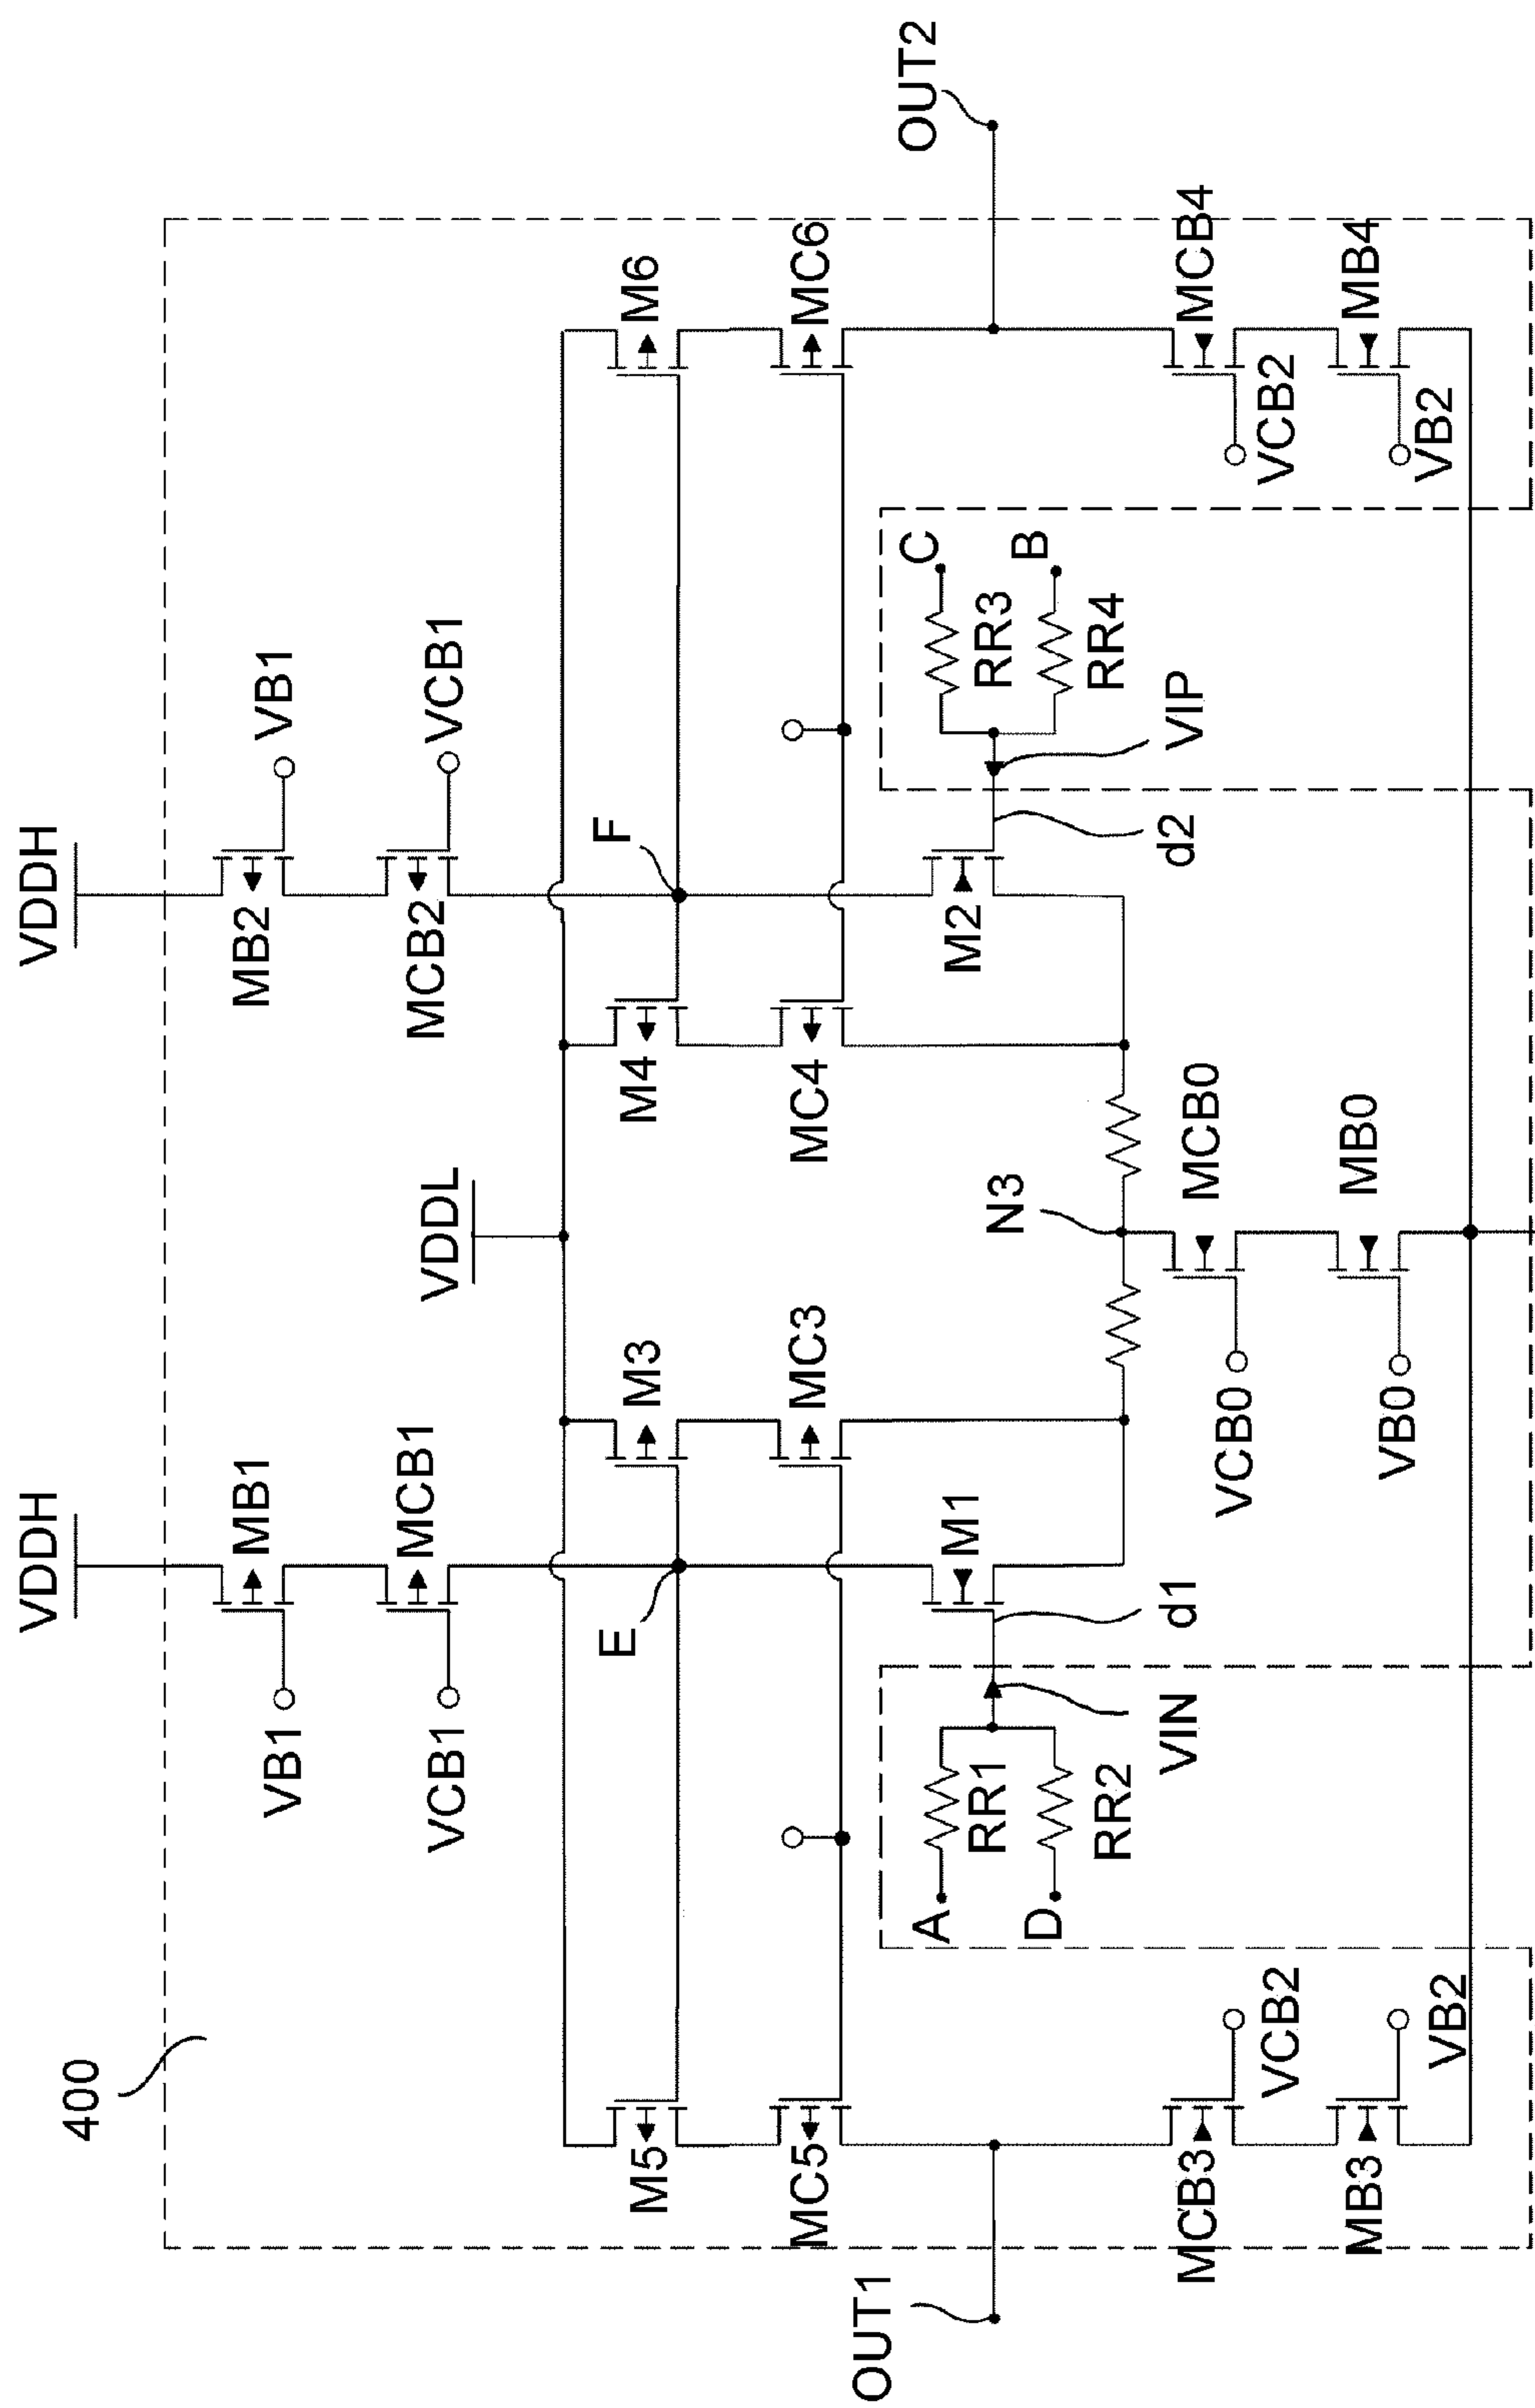 400
VDDH
VDDH
VB1
MB1
MB2
VB1
VCB1
MCB1
MCB2
VCB1
VDDL
M5
E
M3
M4
F
M6
MC5
MC3
MC4
MC6
OUT1
A
RR1
D
RR2
VIN
d1
M1
N3
M2
d2
VIP
C
RR3
B
RR4
OUT2
MCB3
VCB2
VCB0
MCB0
VCB2
MCB4
MB3
VB2
VB0
MB0
VB2
MB4